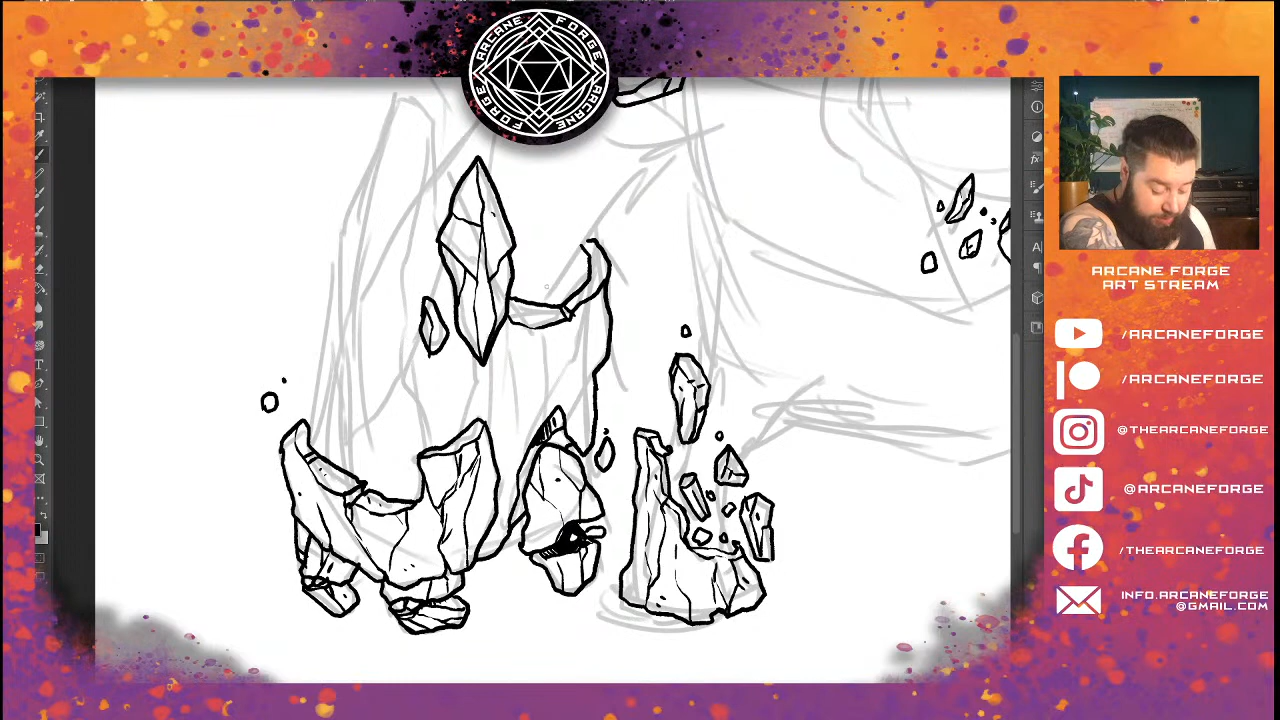 ARCANE FORGE
ARCANE FORGE
ARCANE FORGE
ART STREAM
/ARCANEFORGE
/ARCANEFORGE
@THEARCANEFORGE
@ARCANEFORGE
/THEARCANEFORGE
INFO.ARCANEFORGE
@GMAIL.COM